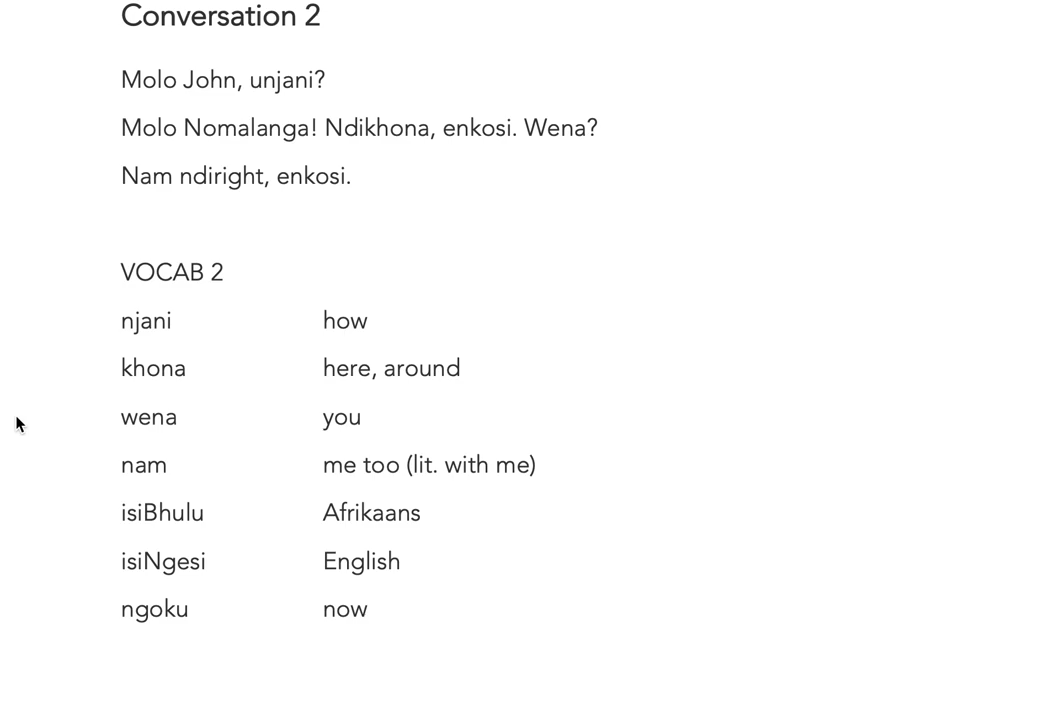 Conversation 2
Molo John, unjani?
Molo Nomalanga! Ndikhona, enkosi. Wena?
Nam ndiright, enkosi.
VOCAB 2
njani how
khona here, around
wena you
nam me too (lit. with me)
isiBhulu Afrikaans
isiNgesi English
ngoku now